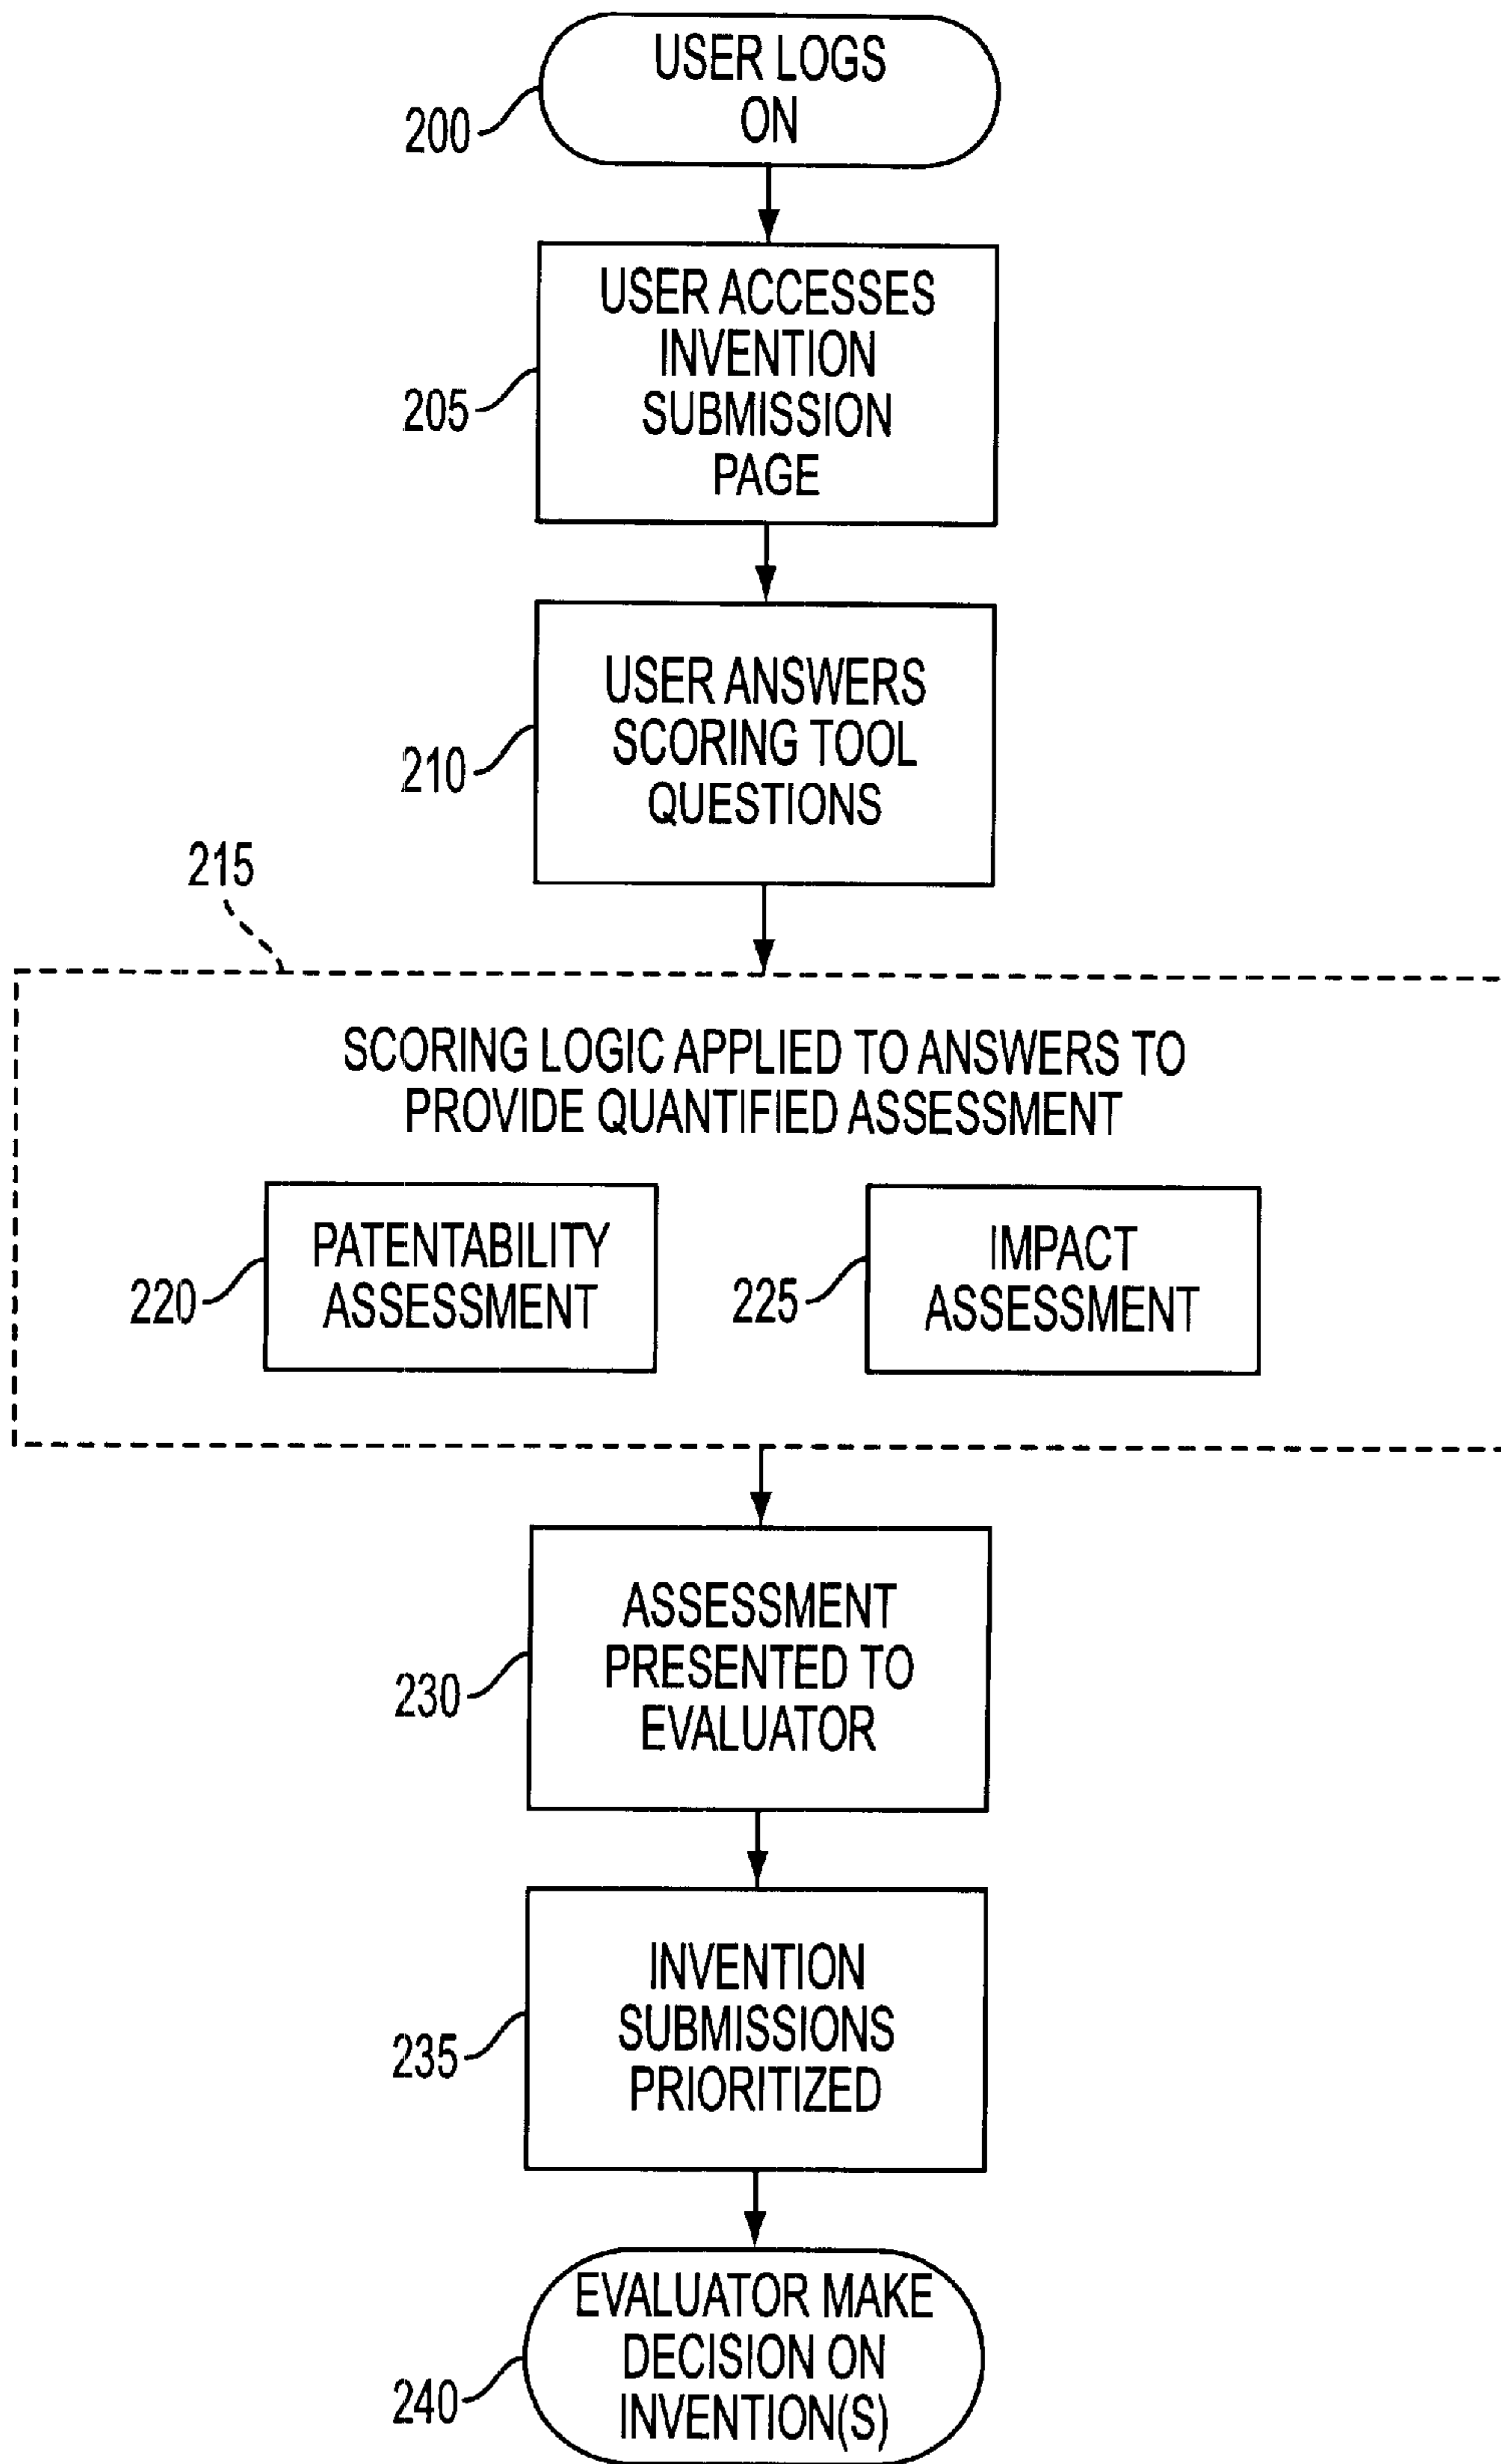 USER LOGS
ON
200
USER ACCESSES
INVENTION
SUBMISSION
PAGE
205
USER ANSWERS
SCORING TOOL
QUESTIONS
210
215
SCORING LOGIC APPLIED TO ANSWERS TO
PROVIDE QUANTIFIED ASSESSMENT
PATENTABILITY
ASSESSMENT
220
IMPACT
ASSESSMENT
225
ASSESSMENT
PRESENTED TO
EVALUATOR
230
INVENTION
SUBMISSIONS
PRIORITIZED
235
EVALUATOR MAKE
DECISION ON
INVENTION(S)
240